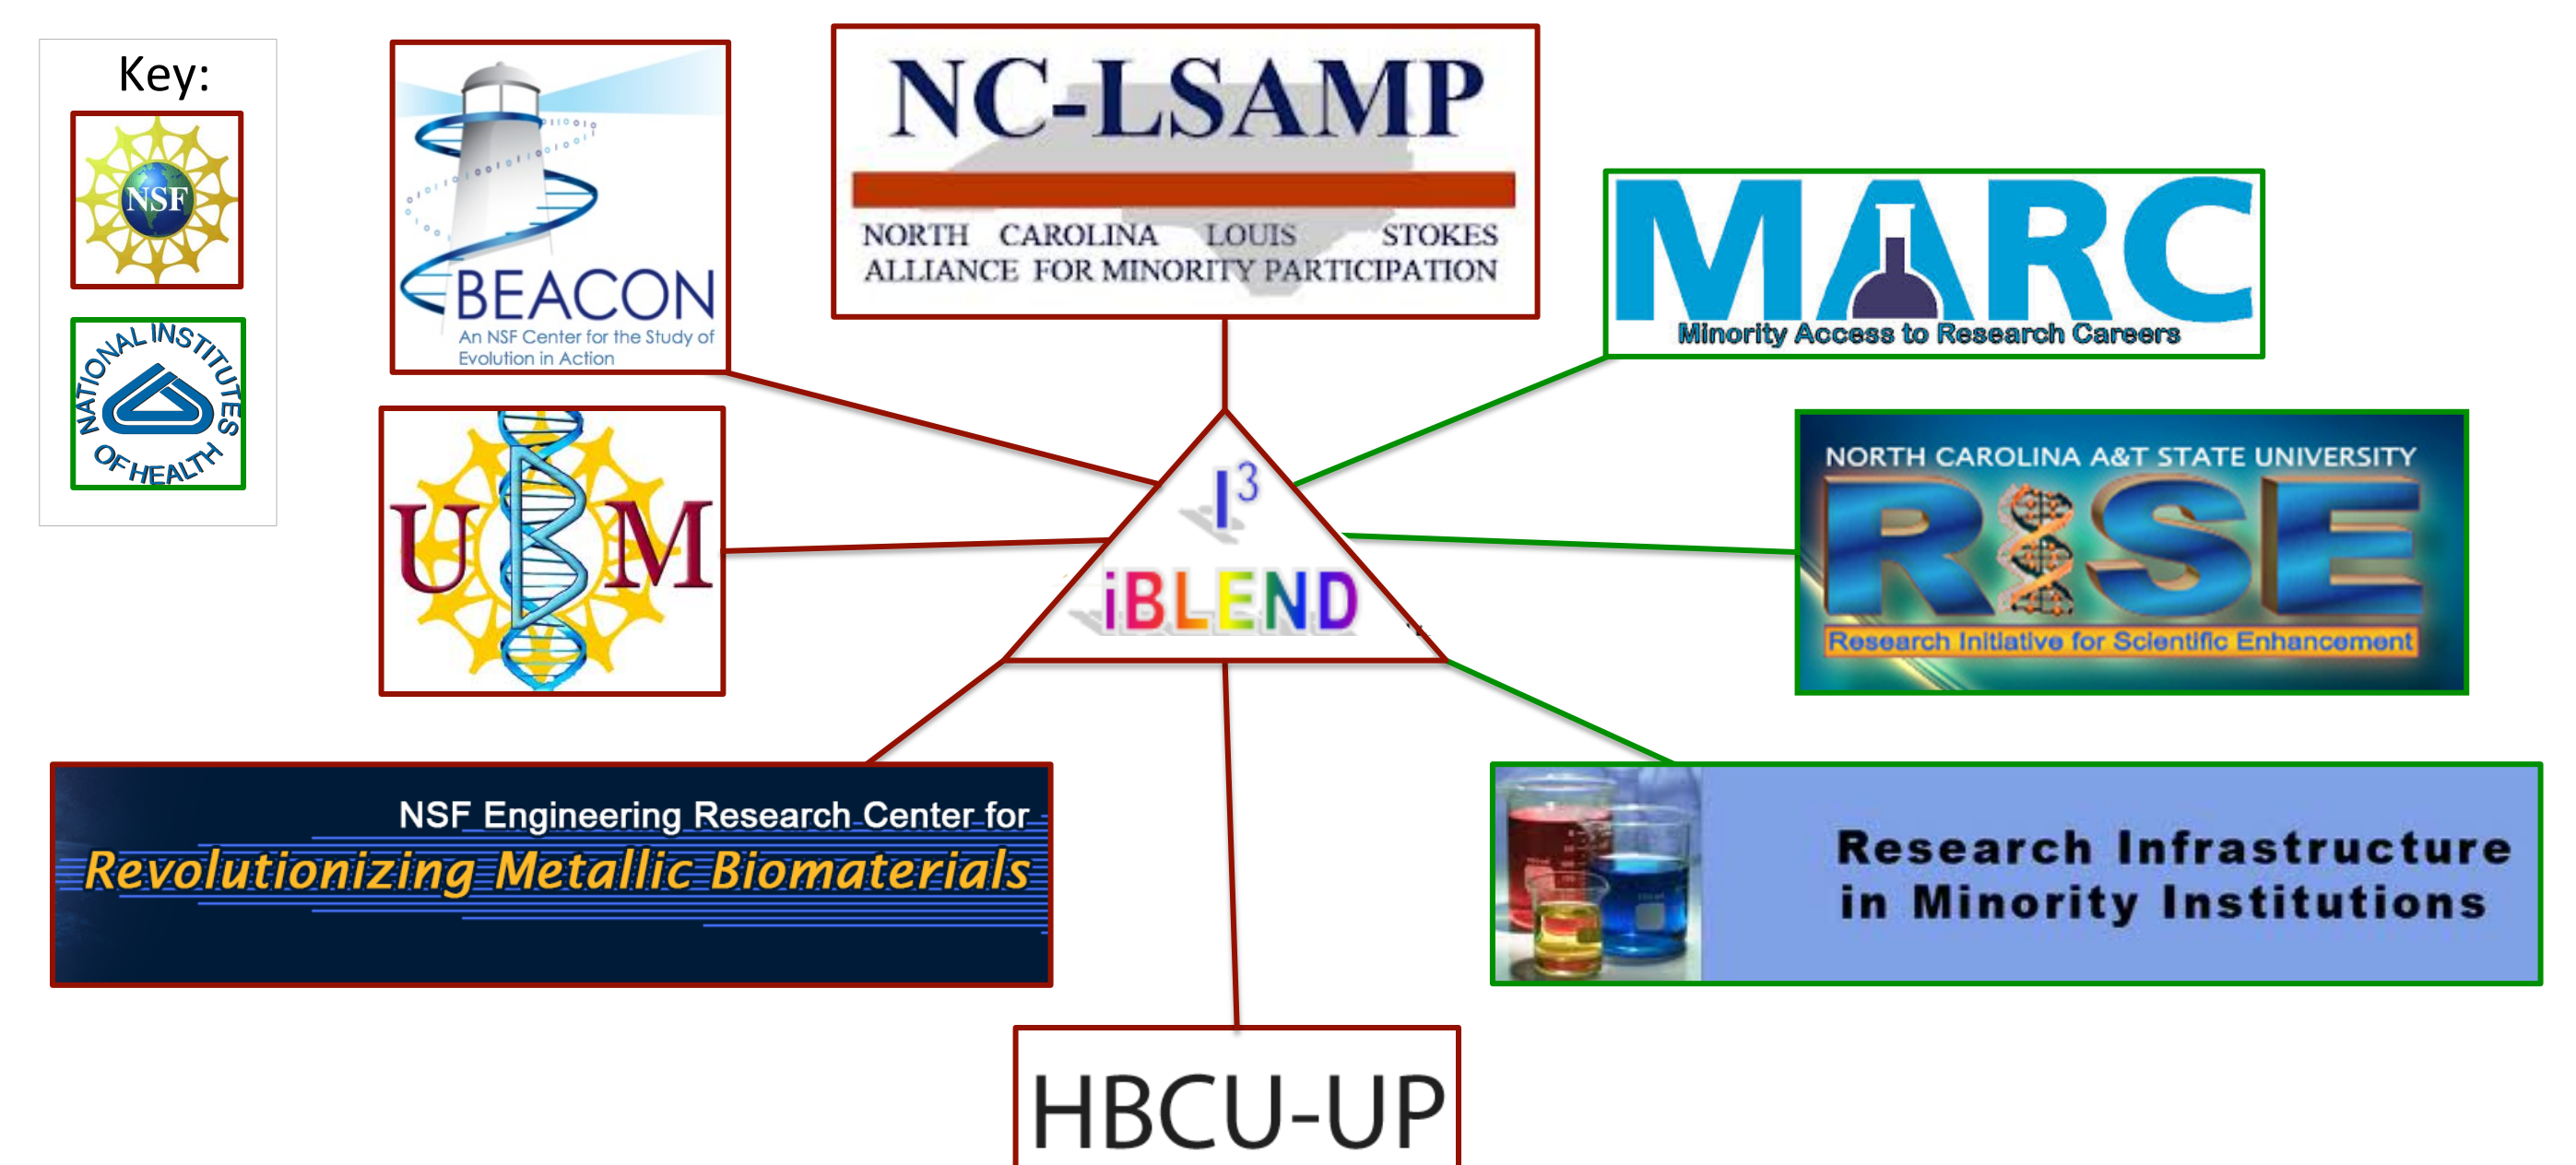 Key:
NSF
NATIONAL INSTITUTES
OF HEALTH
BEACON
An NSF Center for the Study of
Evolution in Action
NC-LSAMP
NORTH CAROLINA LOUIS STOKES
ALLIANCE FOR MINORITY PARTICIPATION
MARC
Minority Access to Research Careers
UBM
I³
iBLEND
NORTH CAROLINA A&T STATE UNIVERSITY
RISE
Research Initiative for Scientific Enhancement
NSF Engineering Research Center for
Revolutionizing Metallic Biomaterials
Research Infrastructure
in Minority Institutions
HBCU-UP